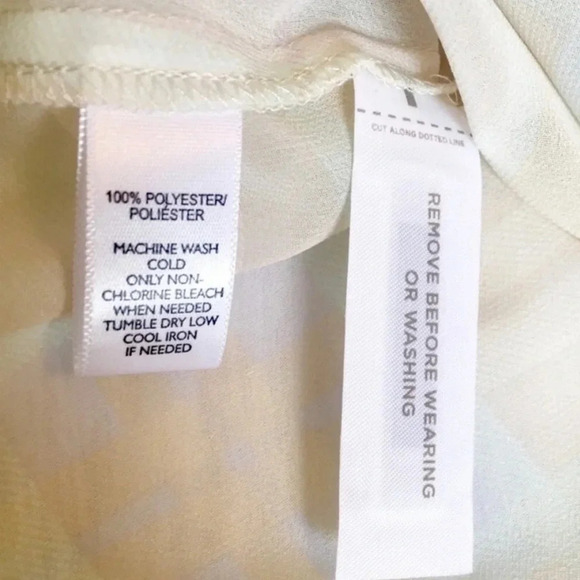 100% POLYESTER/
POLIÉSTER
MACHINE WASH
COLD
ONLY NON-
CHLORINE BLEACH
WHEN NEEDED
TUMBLE DRY LOW
COOL IRON
IF NEEDED
CUT ALONG DOTTED LINE
REMOVE BEFORE WEARING
OR WASHING